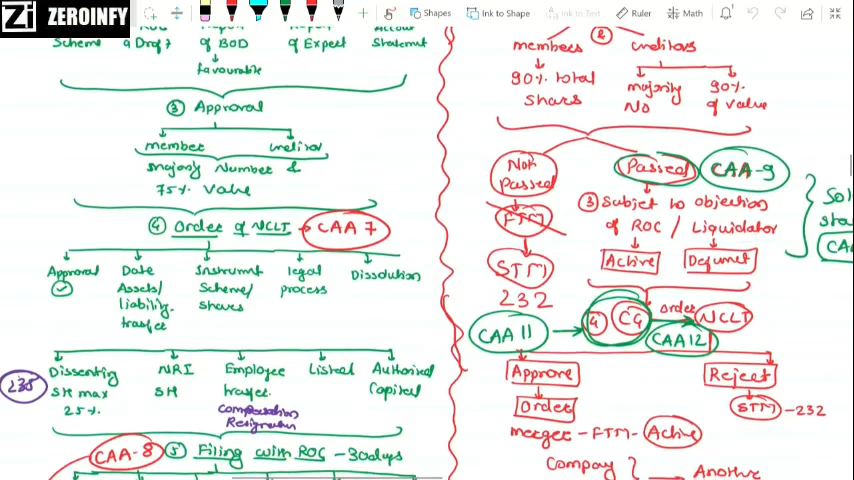 Zi ZEROINFY
Shapes Ink to Shape Ink to Text Ruler Math
Scheme a Draft of BOD of Expert Statement
favourable
③ Approval
member creditor
Majority Number &
75% value
④ Order of NCLT → CAA 7
Approval Date Instrument legal Dissolution
Assets/ Scheme/ process
liability shares
transfer
235
Dissenting NRI Employee Listed Authorised
SH max SH transfer Capital
25%
Compensation
Resignation
CAA-8 ⑤ Filing with ROC - 30 days
②
members creditors
90% total majority 90%
shares NO of value
Not Passed Passed CAA-9
③ Subject to objection
FTM of ROC / Liquidator
Active Defunct
STM
232
CAA 11 → 4 CG order NCLT
CAA 12
Approve Reject
Order STM - 232
merger - FTM - Active
Company → Another